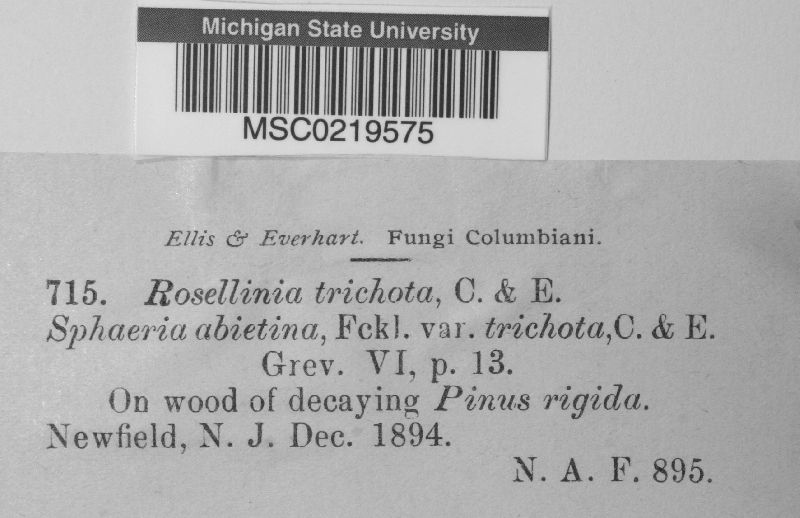 Michigan State University
MSC0219575
Ellis & Everhart. Fungi Columbiani.
715. Rosellinia trichota, C. & E.
Sphaeria abietina, Fckl. var. trichota, C. & E.
Grev. VI, p. 13.
On wood of decaying Pinus rigida.
Newfield, N. J. Dec. 1894.
N. A. F. 895.